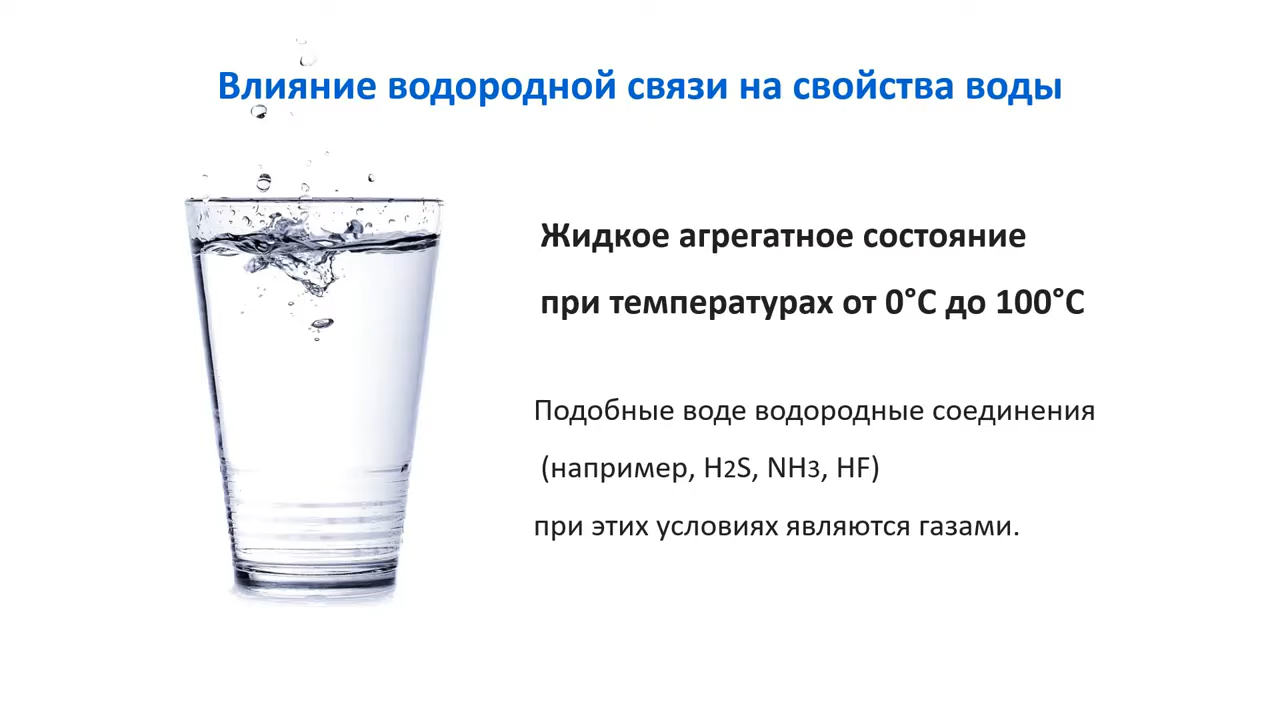 Влияние водородной связи на свойства воды
Жидкое агрегатное состояние
при температурах от 0°C до 100°C
Подобные воде водородные соединения
(например, H2S, NH3, HF)
при этих условиях являются газами.